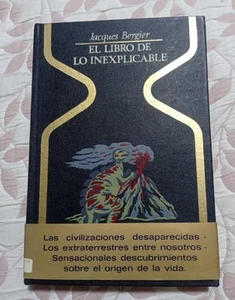 Jacques Bergier
EL LIBRO DE
LO INEXPLICABLE
Las civilizaciones desaparecidas -
Los extraterrestres entre nosotros -
Sensacionales descubrimientos
sobre el origen de la vida.